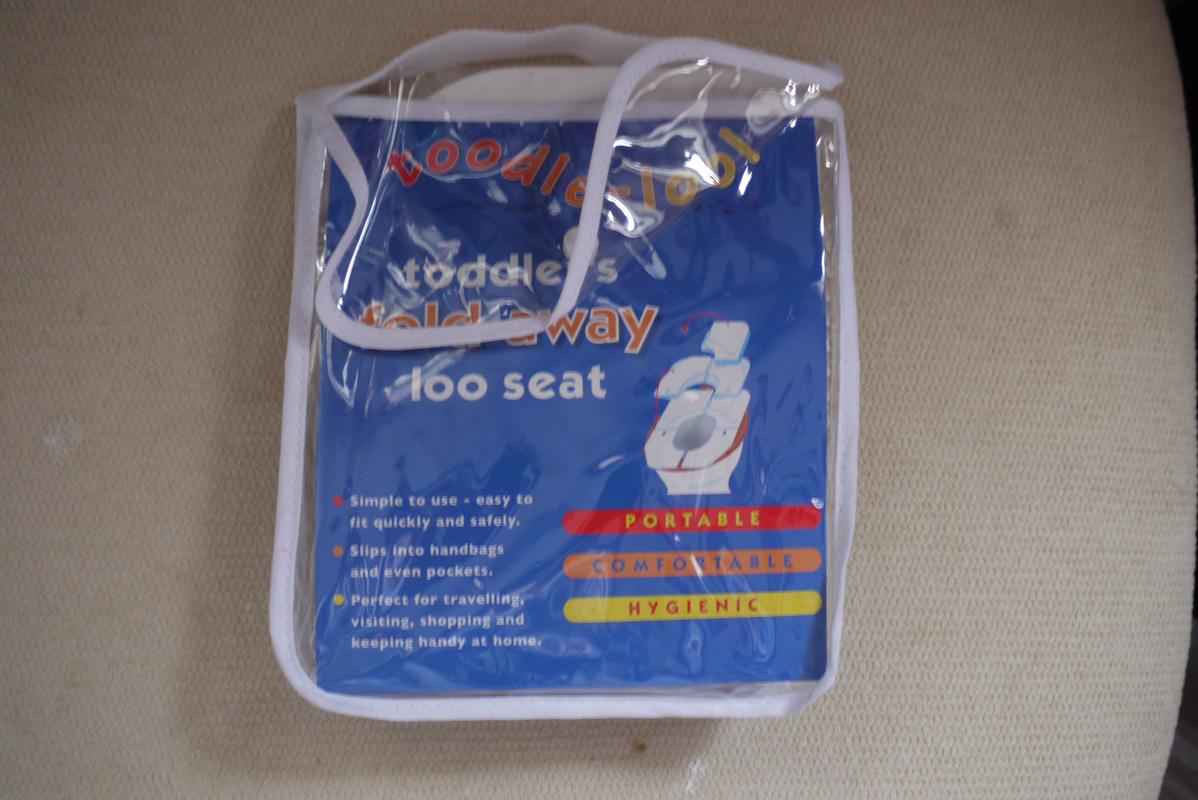 toodle-loo!
toddlers
fold away
loo seat
Simple to use - easy to
fit quickly and safely.
Slips into handbags
and even pockets.
Perfect for travelling,
visiting, shopping and
keeping handy at home.
PORTABLE
COMFORTABLE
HYGIENIC